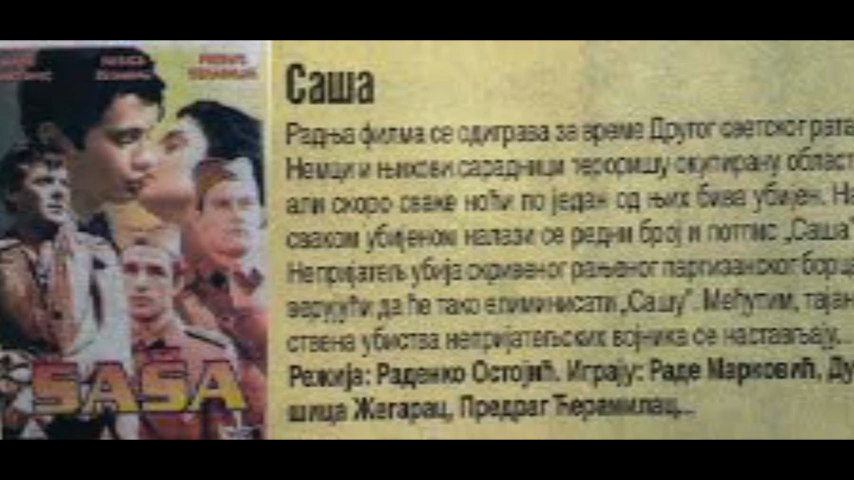 Саша
Радња филма се одиграва за време Другог светског рата
Немци и њихови сарадници тероришу окупирану област
али скоро сваке ноћи по један од њих бива убијен. На
сваком убијеном налази се редни број и потпис „Саша"
Непријатељ убија скривеног рањеног партизанског борца
верујући да ће тако елиминисати „Сашу". Међутим, тајан
ствена убиства непријатељских војника се настављају...
Режија: Раденко Остојић. Играју: Раде Марковић, Ду
шица Жегарац, Предраг Ћерамилац...
SAŠA